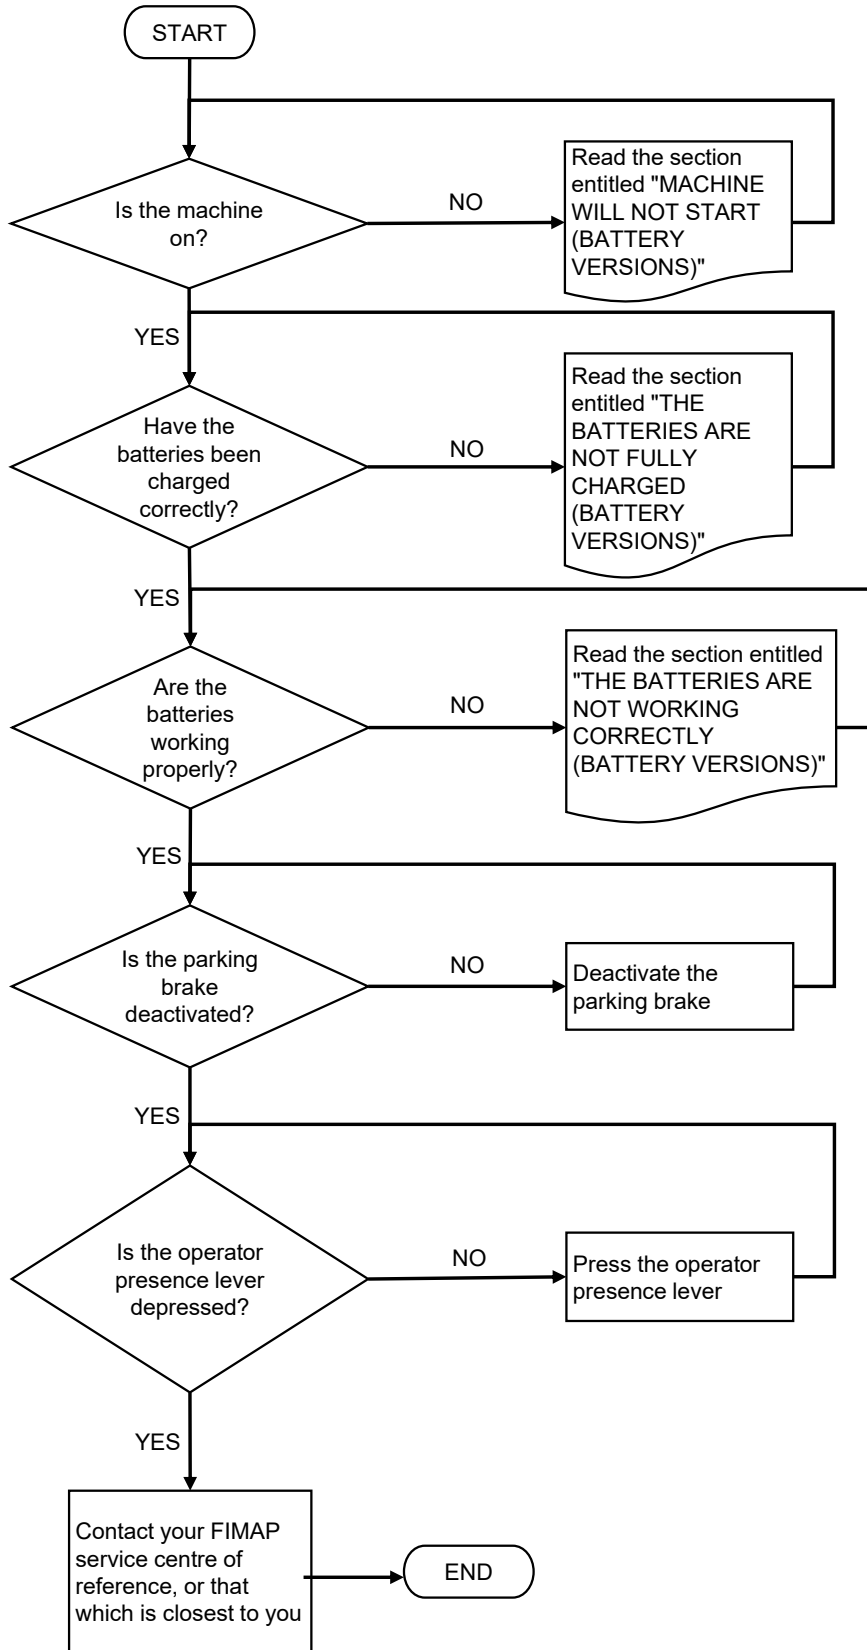 START
Is the machine
on?
NO
Read the section
entitled "MACHINE
WILL NOT START
(BATTERY
VERSIONS)"
YES
Have the
batteries been
charged
correctly?
NO
Read the section
entitled "THE
BATTERIES ARE
NOT FULLY
CHARGED
(BATTERY
VERSIONS)"
YES
Are the
batteries
working
properly?
NO
Read the section entitled
"THE BATTERIES ARE
NOT WORKING
CORRECTLY
(BATTERY VERSIONS)"
YES
Is the parking
brake
deactivated?
NO
Deactivate the
parking brake
YES
Is the operator
presence lever
depressed?
NO
Press the operator
presence lever
YES
Contact your FIMAP
service centre of
reference, or that
which is closest to you
END